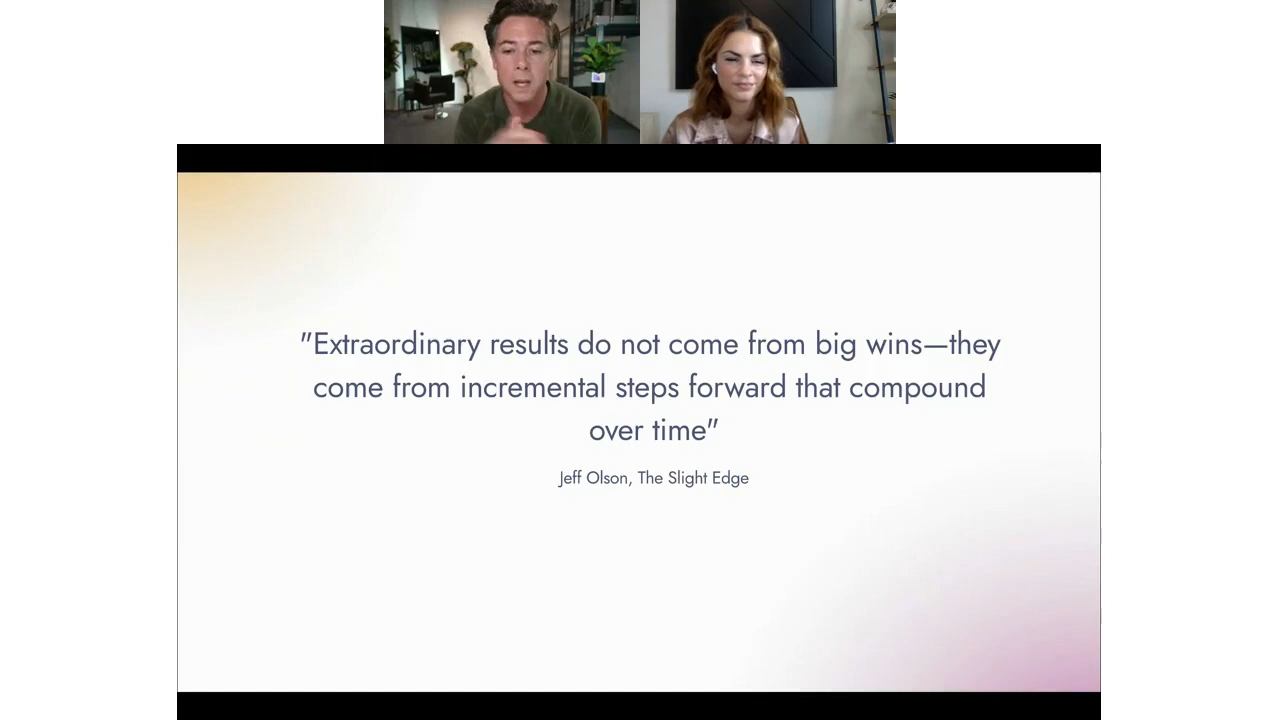 "Extraordinary results do not come from big wins—they
come from incremental steps forward that compound
over time"
Jeff Olson, The Slight Edge